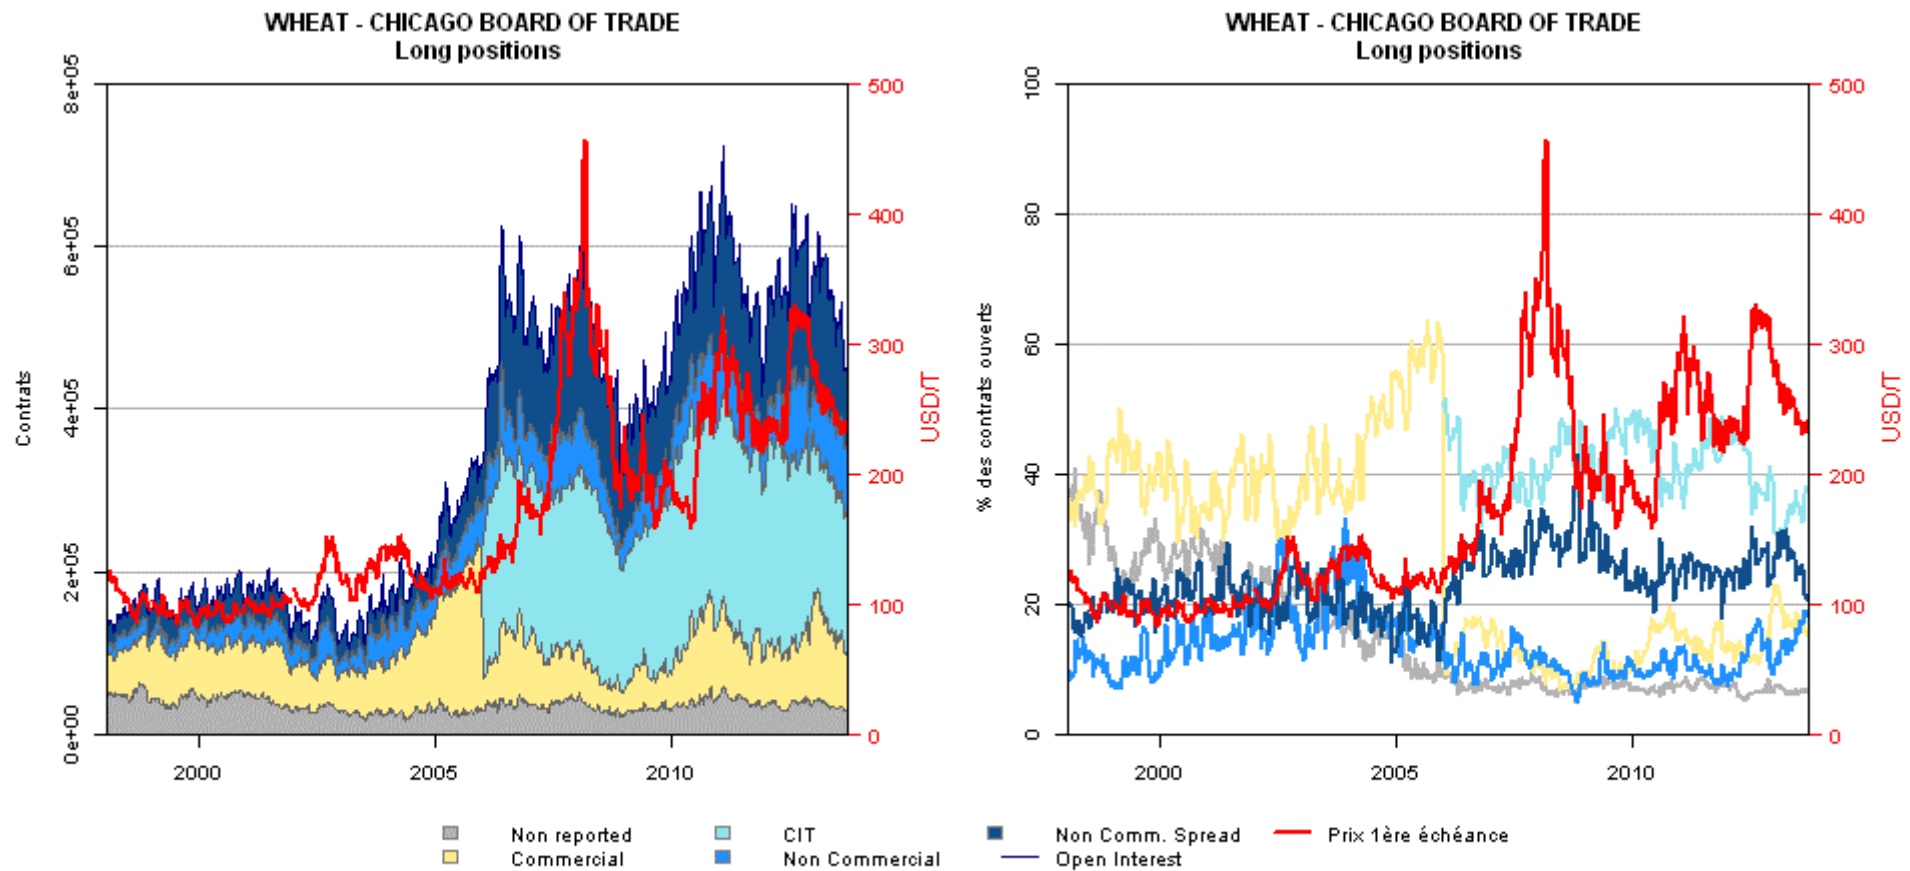 WHEAT - CHICAGO BOARD OF TRADE
Long positions
8e+05
6e+05
4e+05
2e+05
0e+00
Contrats
500
400
300
200
100
0
USD/T
2000
2005
2010
WHEAT - CHICAGO BOARD OF TRADE
Long positions
100
80
60
40
20
0
% des contrats ouverts
500
400
300
200
100
0
USD/T
2000
2005
2010
Non reported
CIT
Non Comm. Spread
Prix 1ère échéance
Commercial
Non Commercial
Open Interest